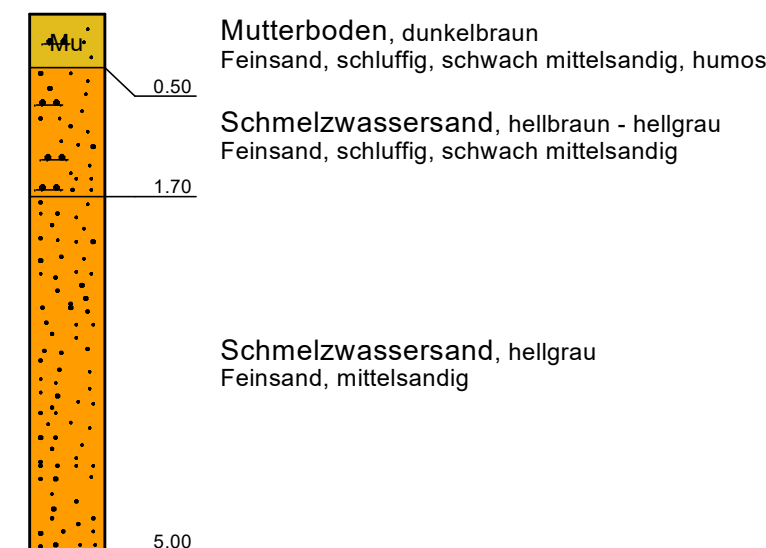 Mu
Mutterboden, dunkelbraun
Feinsand, schluffig, schwach mittelsandig, humos
0.50
Schmelzwassersand, hellbraun - hellgrau
Feinsand, schluffig, schwach mittelsandig
1.70
Schmelzwassersand, hellgrau
Feinsand, mittelsandig
5.00